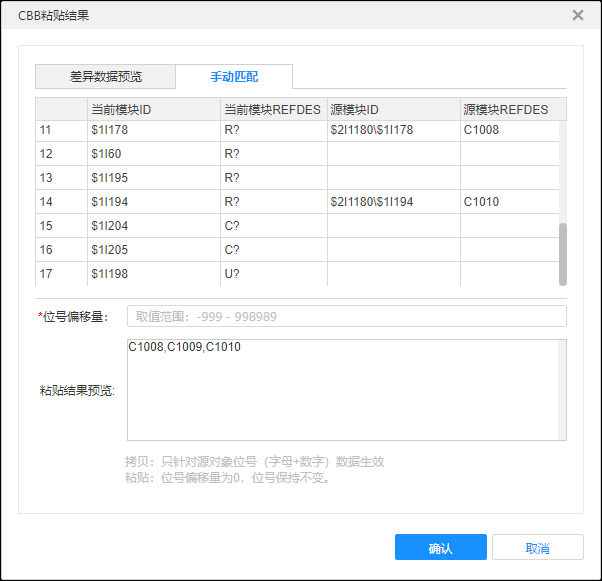 CBB粘贴结果
差异数据预览 手动匹配
当前模块ID 当前模块REFDES 源模块ID 源模块REFDES
11 $1I178 R? $2I1180\$1I178 C1008
12 $1I60 R?
13 $1I195 R?
14 $1I194 R? $2I1180\$1I194 C1010
15 $1I204 C?
16 $1I205 C?
17 $1I198 U?
*位号偏移量： 取值范围：-999 - 998989
粘贴结果预览: C1008,C1009,C1010
拷贝：只针对源对象位号（字母+数字）数据生效
粘贴：位号偏移量为0，位号保持不变。
确认 取消